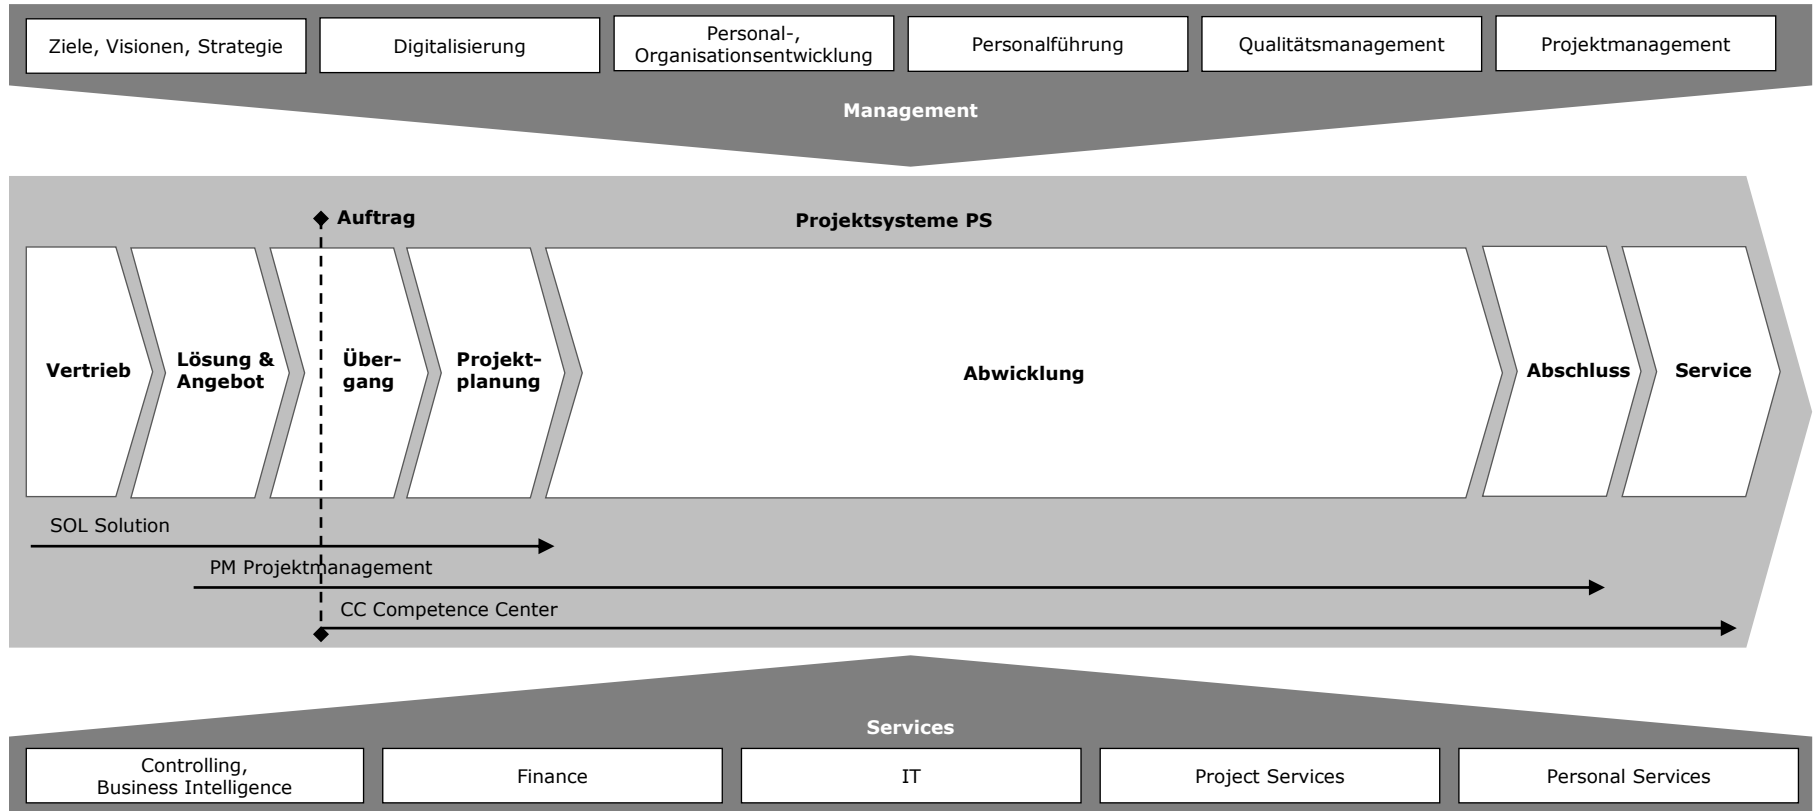 Ziele, Visionen, Strategie
Digitalisierung
Personal-,
Organisationsentwicklung
Personalführung
Qualitätsmanagement
Projektmanagement
Management
Auftrag
Projektsysteme PS
Vertrieb
Lösung &
Angebot
Über-
gang
Projekt-
planung
Abwicklung
Abschluss
Service
SOL Solution
PM Projektmanagement
CC Competence Center
Services
Controlling,
Business Intelligence
Finance
IT
Project Services
Personal Services